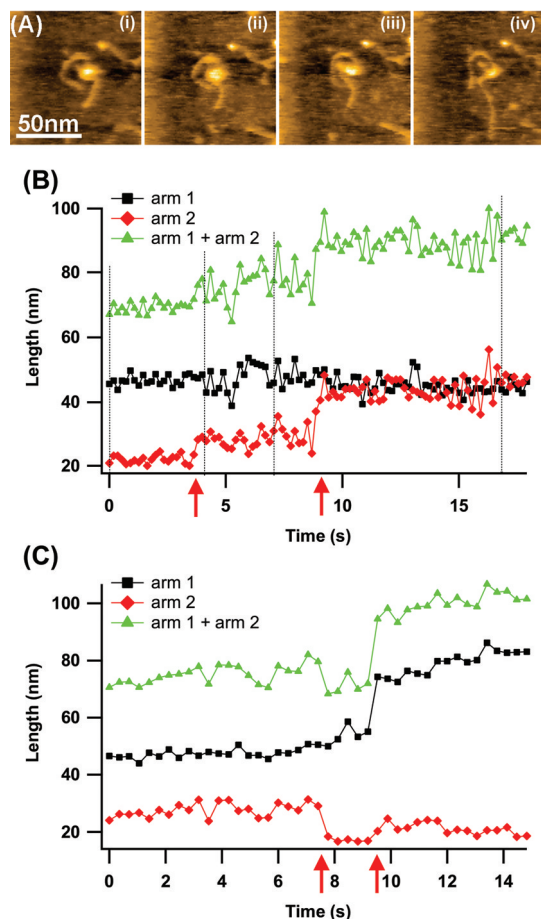 (A) (i) (ii) (iii) (iv)
50nm
(B)
arm 1
arm 2
arm 1 + arm 2
100
80
60
40
20
Length (nm)
0 5 10 15
Time (s)
(C)
arm 1
arm 2
arm 1 + arm 2
100
80
60
40
20
Length (nm)
0 2 4 6 8 10 12 14
Time (s)